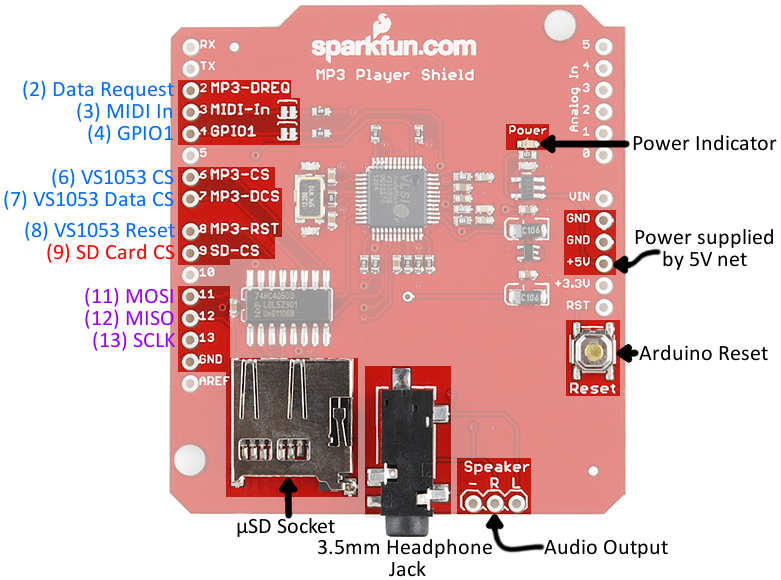 sparkfun.com
MP3 Player Shield
RX
TX
(2) Data Request
2 MP3-DREQ
(3) MIDI In
3 MIDI-In
(4) GPIO1
4 GPIO1
5
(6) VS1053 CS
6 MP3-CS
(7) VS1053 Data CS
7 MP3-DCS
(8) VS1053 Reset
8 MP3-RST
(9) SD Card CS
9 SD-CS
10
(11) MOSI
11
(12) MISO
12
(13) SCLK
13
GND
AREF
74HC4050D
VLSI
5
4
3
2
1
0
Analog In
Power
Power Indicator
VIN
GND
GND
+5V
Power supplied
by 5V net
+3.3V
RST
C106
C106
Arduino Reset
Reset
Speaker
- R L
µSD Socket
3.5mm Headphone
Jack
Audio Output